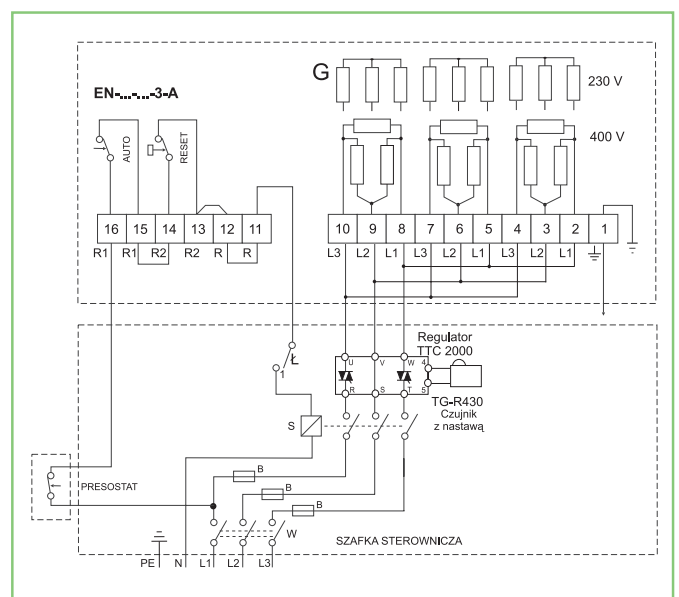 G
230 V
EN-...-...-3-A
400 V
AUTO
RESET
16 15 14 13 12 11
10 9 8 7 6 5 4 3 2 1
R1 R1 R2 R2 R R
L3 L2 L1 L3 L2 L1 L3 L2 L1
Regulator
TTC 2000
Ł
1
U V W 4
R S T 5
TG-R430
Czujnik
z nastawą
S
B
PRESOSTAT
B
B
W
SZAFKA STEROWNICZA
PE N L1 L2 L3